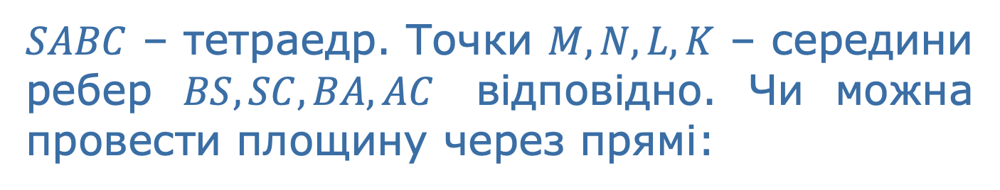 SABC – тетраедр. Точки M, N, L, K – середини
ребер BS, SC, BA, AC відповідно. Чи можна
провести площину через прямі: